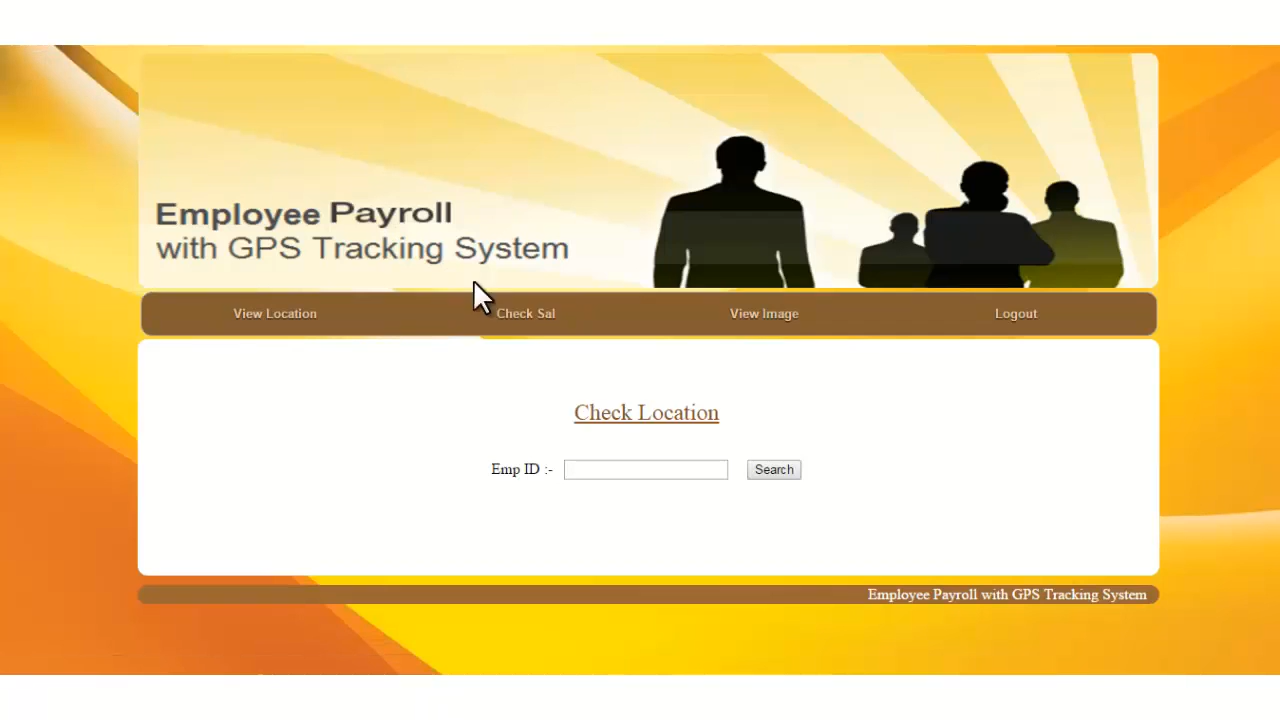 Employee Payroll
with GPS Tracking System
View Location Check Sal View Image Logout
Check Location
Emp ID :- Search
Employee Payroll with GPS Tracking System